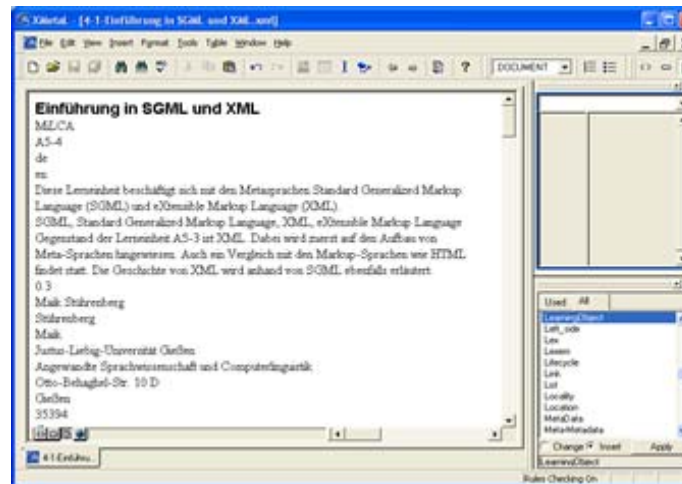 XMetaL - [4-1-Einführung in SGML und XML.xml]
File Edit View Insert Format Tools Table Window Help
DOCUMENT
Einführung in SGML und XML
MiLCA
A5-4
de
en
Diese Lerneinheit beschäftigt sich mit den Metasprachen Standard Generalized Markup
Language (SGML) und eXtensible Markup Language (XML).
SGML, Standard Generalized Markup Language, XML, eXtensible Markup Language
Gegenstand der Lerneinheit A5-3 ist XML. Dabei wird zuerst auf den Aufbau von
Meta-Sprachen hingewiesen. Auch ein Vergleich mit den Markup-Sprachen wie HTML
findet statt. Die Geschichte von XML wird anhand von SGML ebenfalls erläutert.
0.3
Maik Stührenberg
Stührenberg
Maik
Justus-Liebig-Universität Gießen
Angewandte Sprachwissenschaft und Computerlinguistik
Otto-Behaghel-Str. 10 D
Gießen
35394
4-1-Einführu...
Used All
LearningObject
Left_side
Lex
Lexem
Lifecycle
Link
List
Locality
Location
MetaData
Meta-Metadata
Change Insert Apply
LearningObject
Rules Checking On